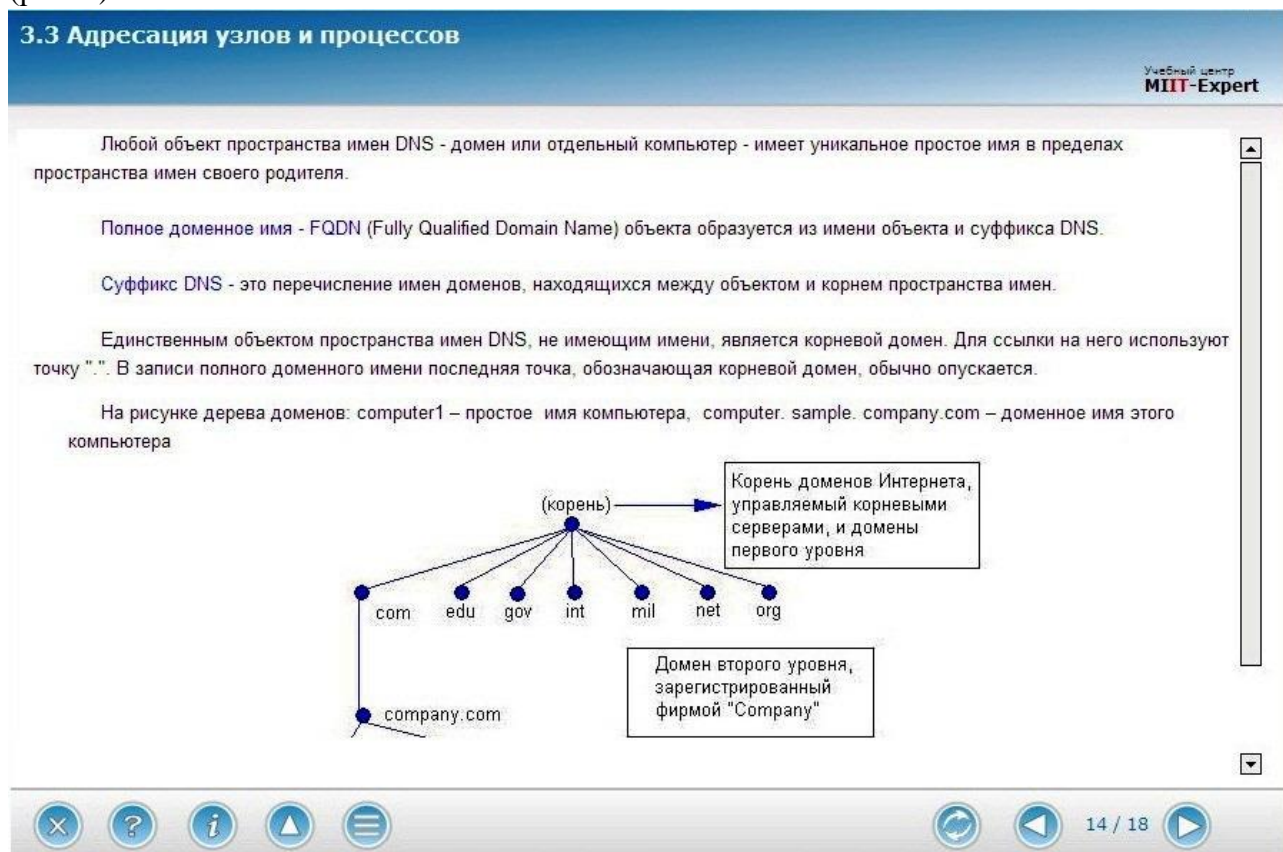 3.3 Адресация узлов и процессов
Учебный центр
MIIT-Expert
Любой объект пространства имен DNS - домен или отдельный компьютер - имеет уникальное простое имя в пределах
пространства имен своего родителя.
Полное доменное имя - FQDN (Fully Qualified Domain Name) объекта образуется из имени объекта и суффикса DNS.
Суффикс DNS - это перечисление имен доменов, находящихся между объектом и корнем пространства имен.
Единственным объектом пространства имен DNS, не имеющим имени, является корневой домен. Для ссылки на него используют
точку ".". В записи полного доменного имени последняя точка, обозначающая корневой домен, обычно опускается.
На рисунке дерева доменов: computer1 – простое имя компьютера, computer. sample. company.com – доменное имя этого
компьютера
(корень)
Корень доменов Интернета,
управляемый корневыми
серверами, и домены
первого уровня
com edu gov int mil net org
Домен второго уровня,
зарегистрированный
фирмой "Company"
company.com
14 / 18